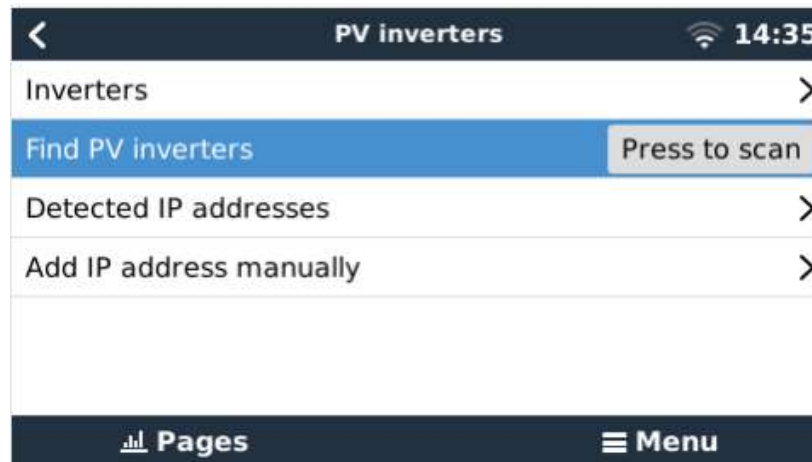 PV inverters 14:35
Inverters
Find PV inverters Press to scan
Detected IP addresses
Add IP address manually
Pages Menu